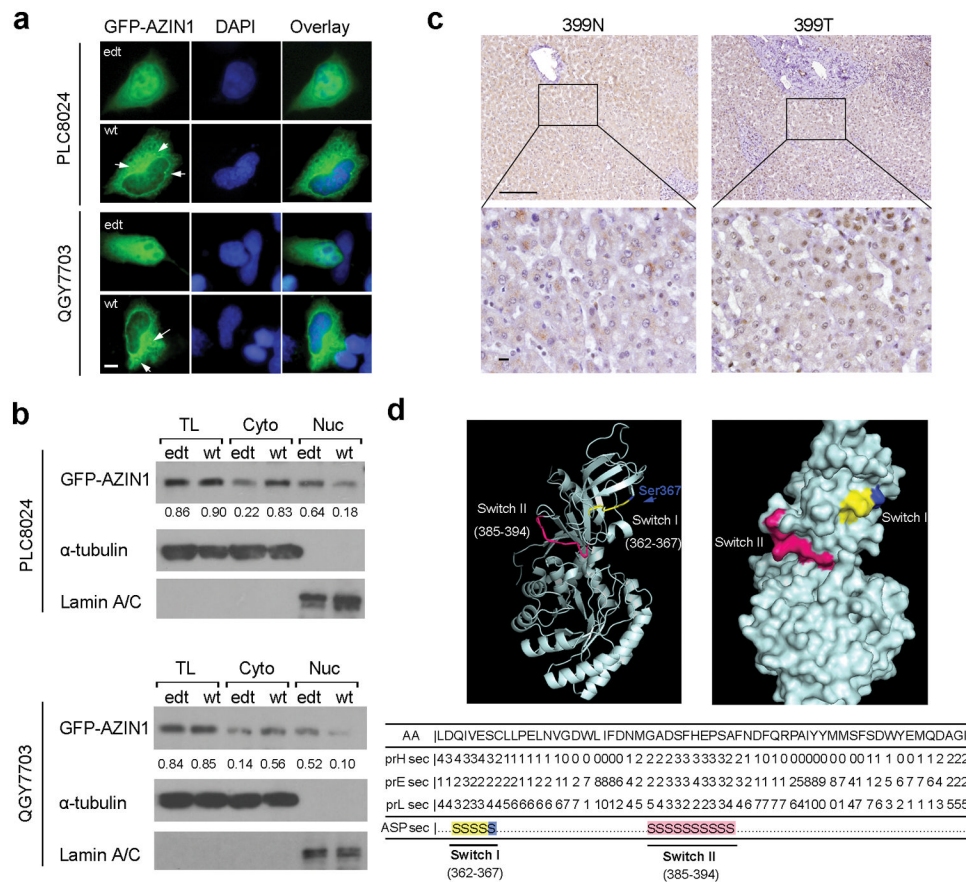 a
GFP-AZIN1 DAPI Overlay
PLC8024
edt
wt
QGY7703
edt
wt
b
PLC8024
TL Cyto Nuc
edt wt edt wt edt wt
GFP-AZIN1
0.86 0.90 0.22 0.83 0.64 0.18
α-tubulin
Lamin A/C
QGY7703
TL Cyto Nuc
edt wt edt wt edt wt
GFP-AZIN1
0.84 0.85 0.14 0.56 0.52 0.10
α-tubulin
Lamin A/C
c
399N 399T
d
Ser367
Switch II
(385-394)
Switch I
(362-367)
Switch I
Switch II
AA |LDQIVESCLLPELNVGDWLIFDNMGADSFHEPSAFNDFQRPAIYYMMSFSDWYEMQDAGI
prH sec
prE sec
prL sec
ASP sec |....SSSSS S SSSSSSSSSS
Switch I Switch II
(362-367) (385-394)